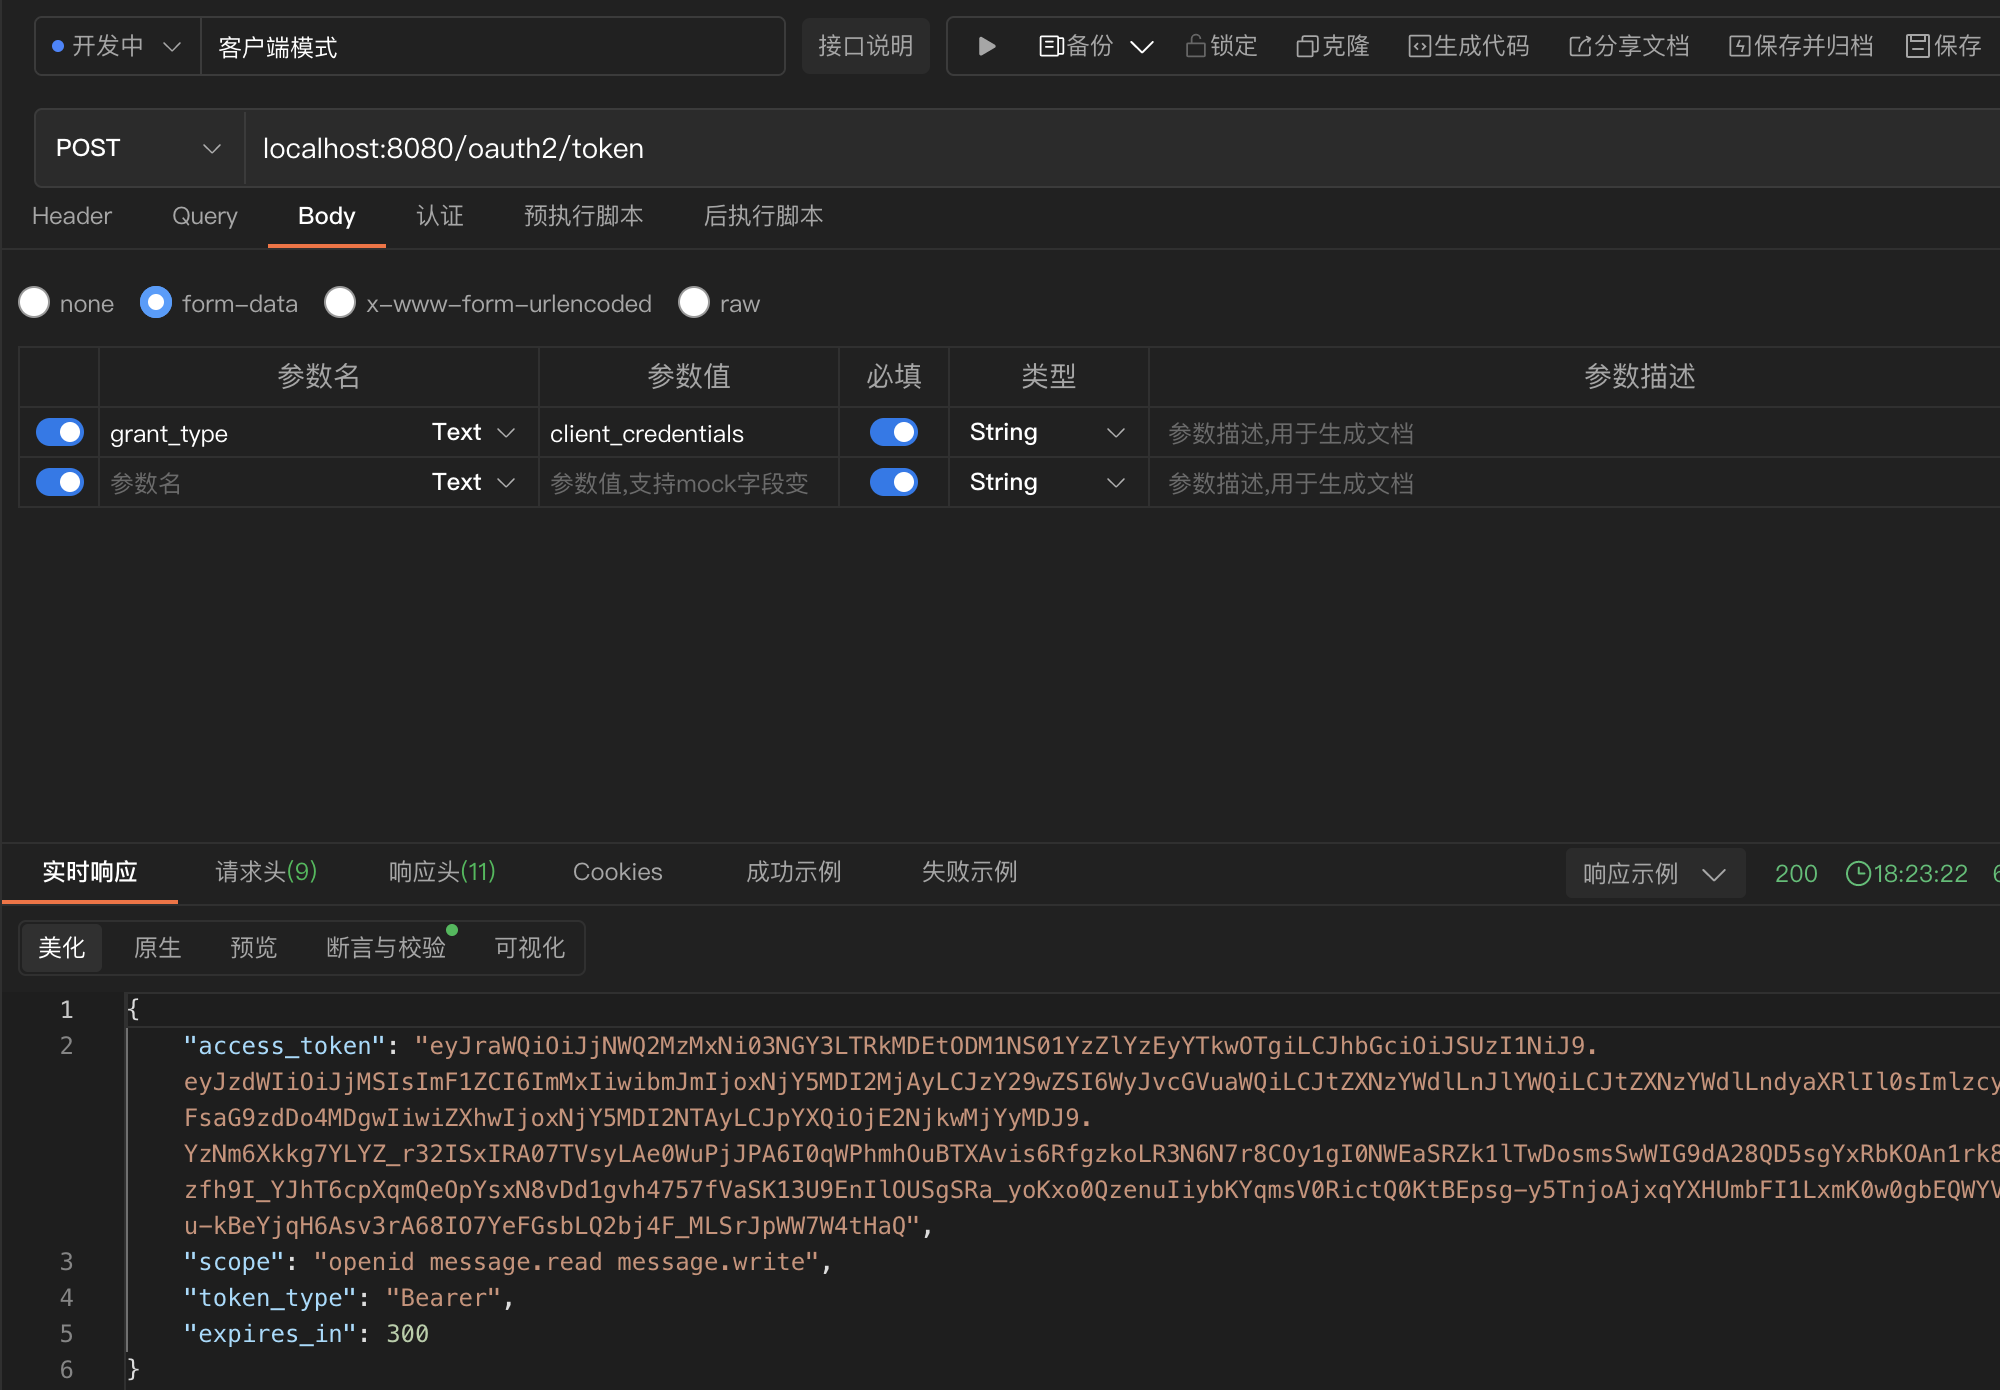 开发中 客户端模式 接口说明 备份 锁定 克隆 生成代码 分享文档 保存并归档 保存
POST localhost:8080/oauth2/token
Header Query Body 认证 预执行脚本 后执行脚本
none form-data x-www-form-urlencoded raw
参数名 参数值 必填 类型 参数描述
grant_type Text client_credentials String 参数描述,用于生成文档
参数名 Text 参数值,支持mock字段变 String 参数描述,用于生成文档
实时响应 请求头(9) 响应头(11) Cookies 成功示例 失败示例 响应示例 200 18:23:22
美化 原生 预览 断言与校验 可视化
1 {
2 "access_token": "eyJraWQiOiJjNWQ2MzMxNi03NGY3LTRkMDEtODM1NS01YzZlYzEyYTkwOTgiLCJhbGciOiJSUzI1NiJ9.
eyJzdWIiOiJjMSIsImF1ZCI6ImMxIiwibmJmIjoxNjY5MDI2MjAyLCJzY29wZSI6WyJvcGVuaWQiLCJtZXNzYWdlLnJlYWQiLCJtZXNzYWdlLndyaXRlIl0sImlzcy
FsaG9zdDo4MDgwIiwiZXhwIjoxNjY5MDI2NTAyLCJpYXQiOjE2NjkwMjYyMDJ9.
YzNm6Xkkg7YLYZ_r32ISxIRA07TVsyLAe0WuPjJPA6I0qWPhmhOuBTXAvis6RfgzkoLR3N6N7r8COy1gI0NWEaSRZk1lTwDosmsSwWIG9dA28QD5sgYxRbKOAn1rk8
zfh9I_YJhT6cpXqmQeOpYsxN8vDd1gvh4757fVaSK13U9EnIlOUSgSRa_yoKxo0QzenuIiybKYqmsV0RictQ0KtBEpsg-y5TnjoAjxqYXHUmbFI1LxmK0w0gbEQWYV
u-kBeYjqH6Asv3rA68IO7YeFGsbLQ2bj4F_MLSrJpWW7W4tHaQ",
3 "scope": "openid message.read message.write",
4 "token_type": "Bearer",
5 "expires_in": 300
6 }